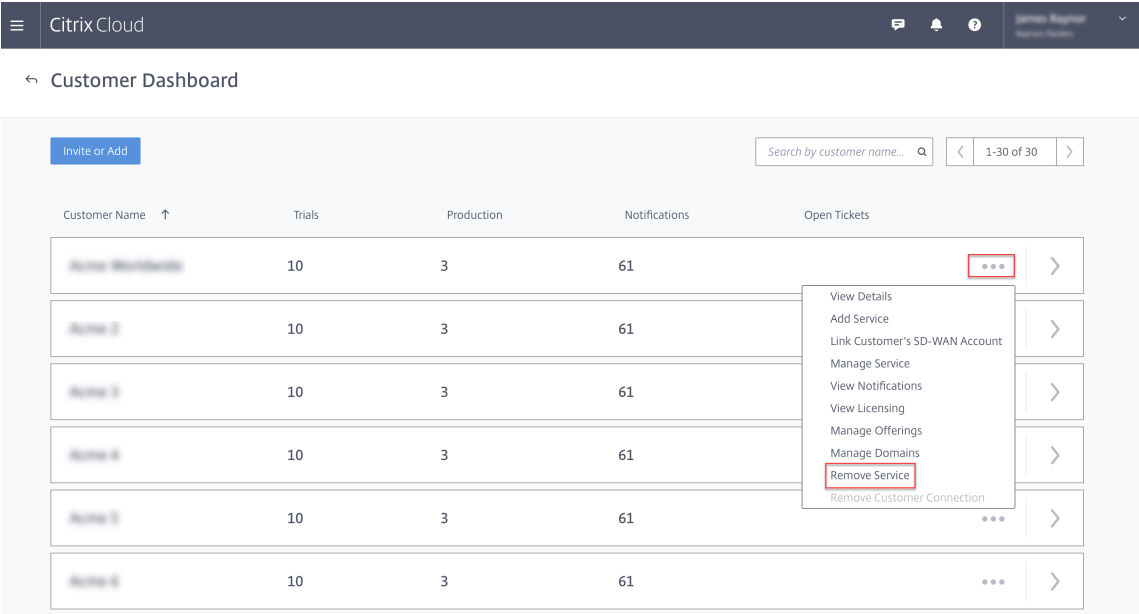 Citrix Cloud
Customer Dashboard
Invite or Add
Search by customer name...
1-30 of 30
Customer Name Trials Production Notifications Open Tickets
10 3 61
View Details
Add Service
Link Customer's SD-WAN Account
Manage Service
View Notifications
View Licensing
Manage Offerings
Manage Domains
Remove Service
Remove Customer Connection
10 3 61
10 3 61
10 3 61
10 3 61
10 3 61